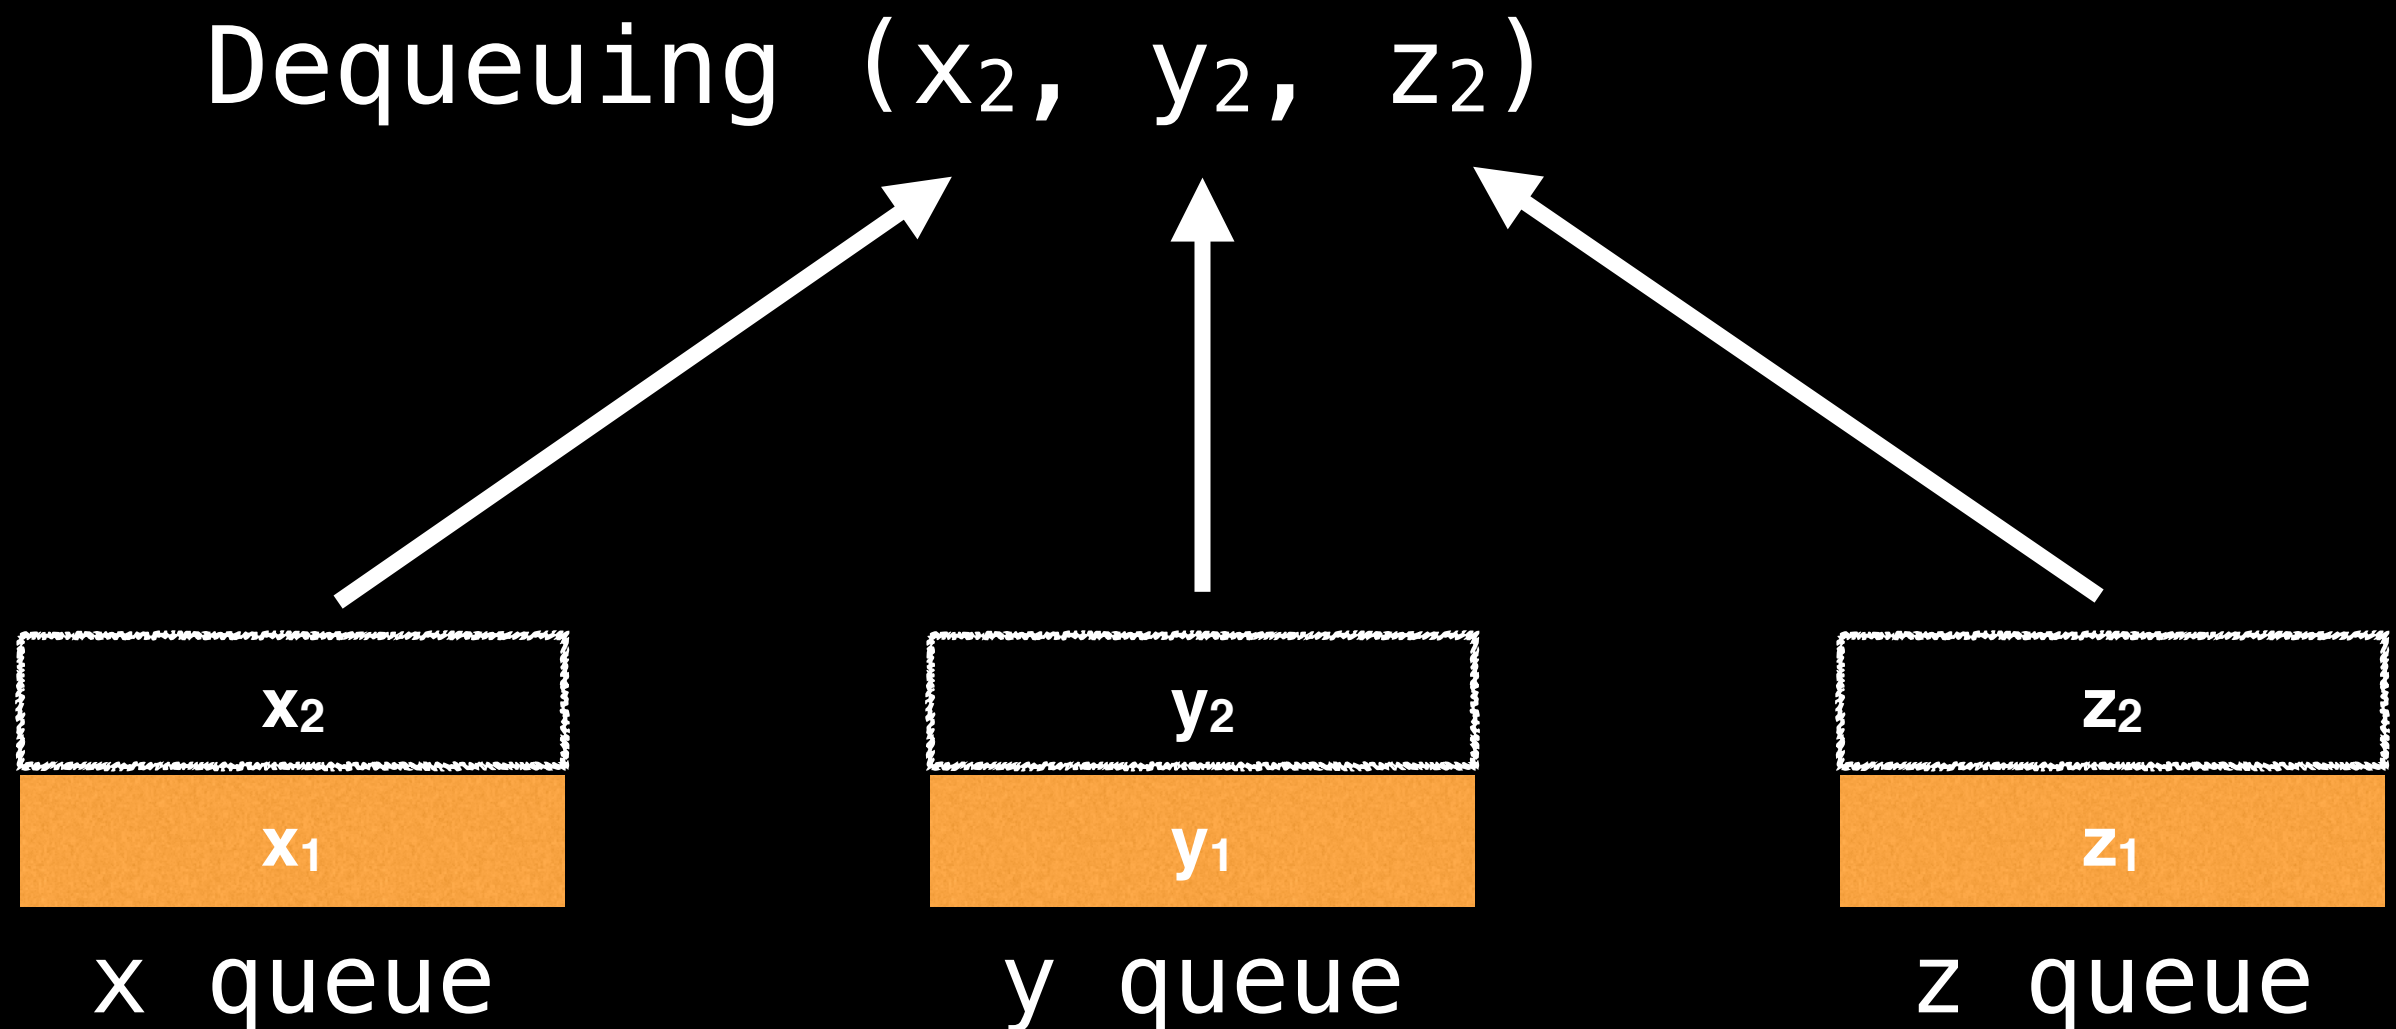 Dequeuing (x₂, y₂, z₂)
x₂ y₂ z₂
x₁ y₁ z₁
x queue y queue z queue